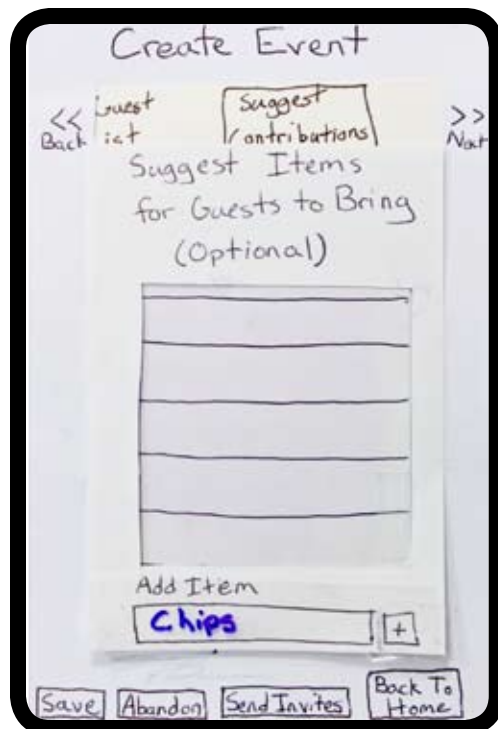 Create Event
<< Guest Suggest >>
Back ist Contributions Next
Suggest Items
for Guests to Bring
(Optional)
Add Item
Chips +
Save Abandon Send Invites Back To
Home